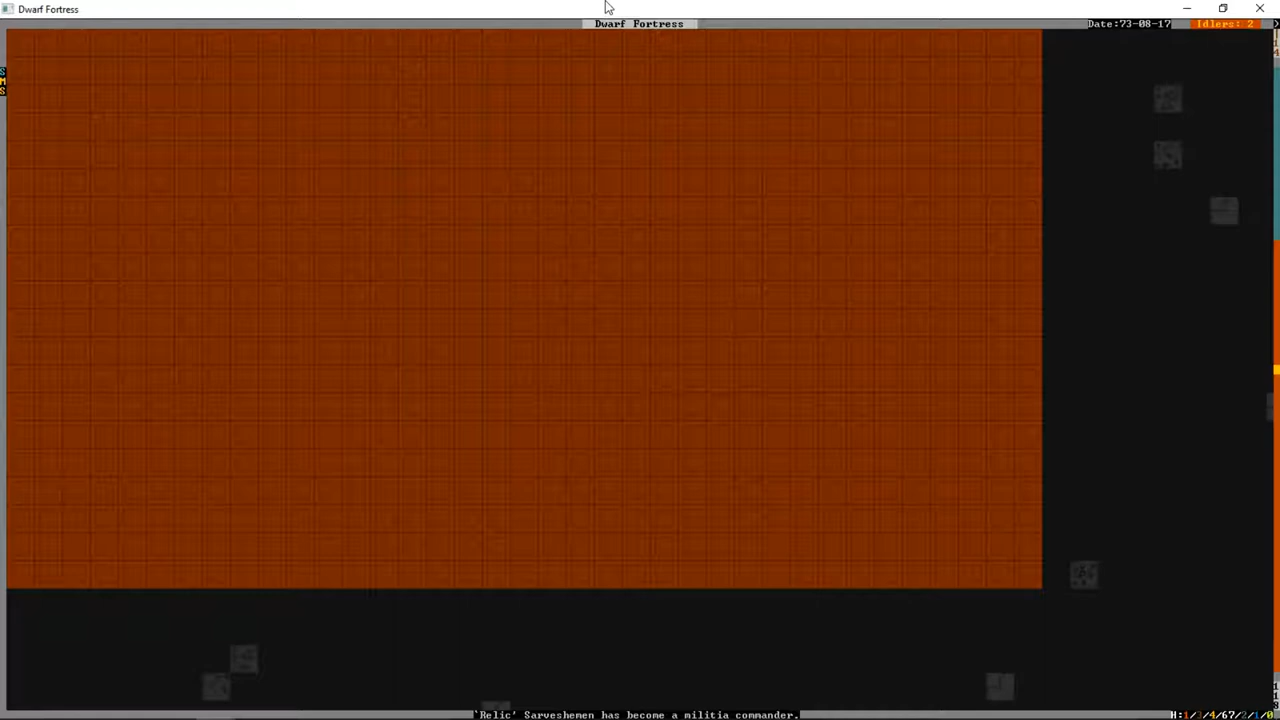 Dwarf Fortress
Dwarf Fortress
Date:73-08-17
Idlers: 2
S
M
S
`Relic' Sarveshemen has become a militia commander.